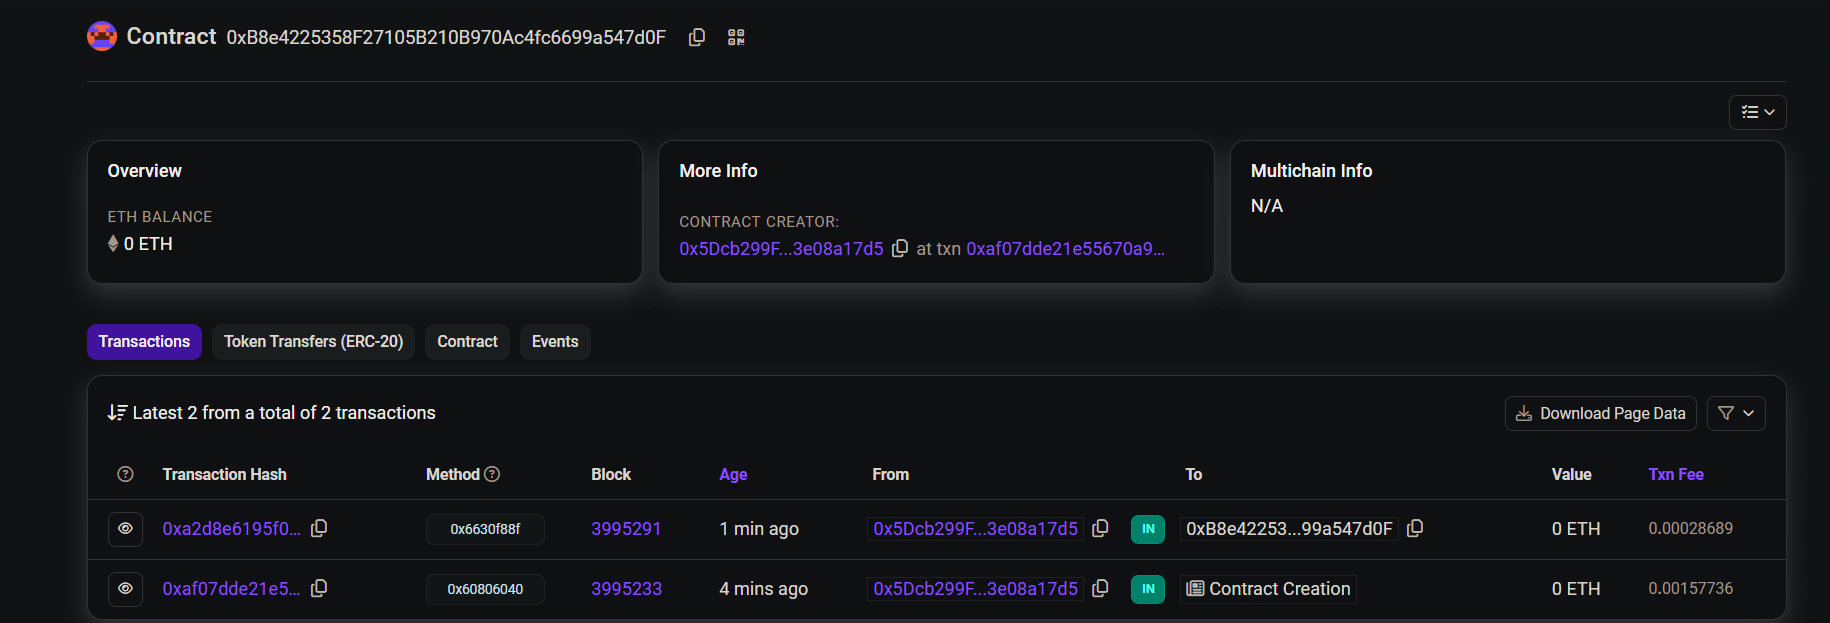 Contract 0xB8e4225358F27105B210B970Ac4fc6699a547d0F
Overview
ETH BALANCE
0 ETH
More Info
CONTRACT CREATOR:
0x5Dcb299F...3e08a17d5 at txn 0xaf07dde21e55670a9...
Multichain Info
N/A
Transactions Token Transfers (ERC-20) Contract Events
Latest 2 from a total of 2 transactions Download Page Data
Transaction Hash Method Block Age From To Value Txn Fee
0xa2d8e6195f0... 0x6630f88f 3995291 1 min ago 0x5Dcb299F...3e08a17d5 IN 0xB8e42253...99a547d0F 0 ETH 0.00028689
0xaf07dde21e5... 0x60806040 3995233 4 mins ago 0x5Dcb299F...3e08a17d5 IN Contract Creation 0 ETH 0.00157736